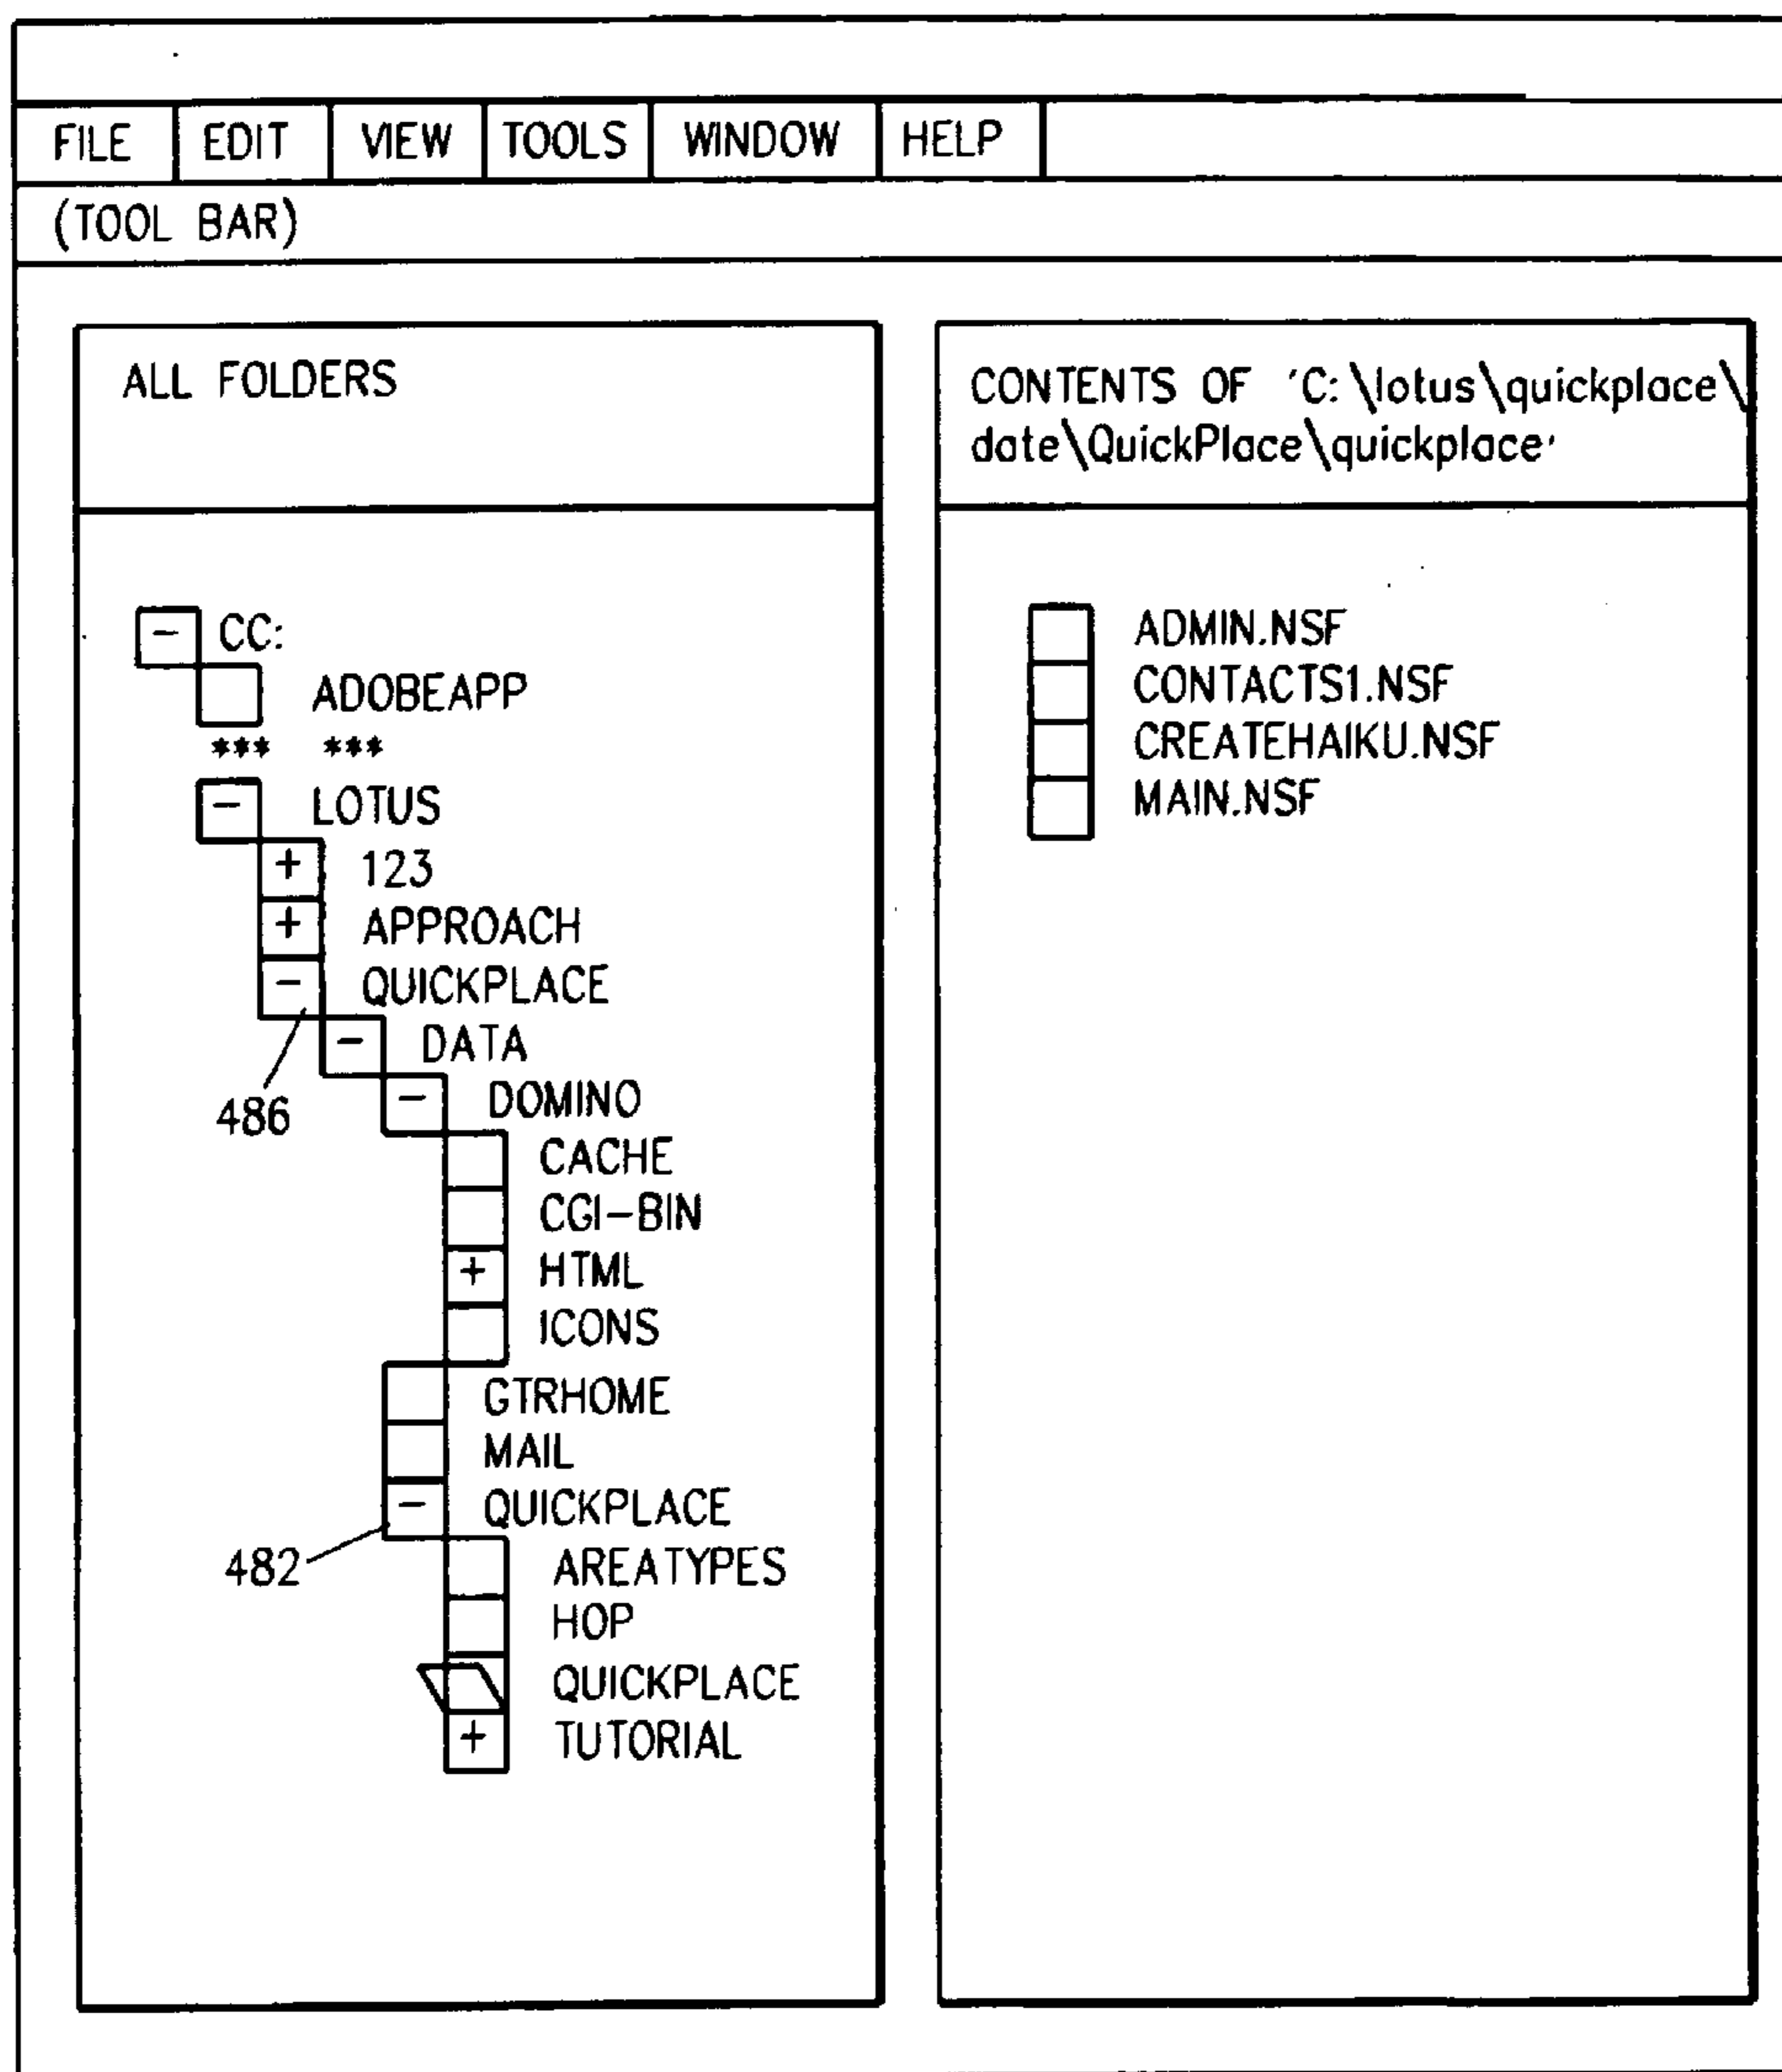 FILE EDIT VIEW TOOLS WINDOW HELP
(TOOL BAR)
ALL FOLDERS
- CC:
ADOBEAPP
*** ***
- LOTUS
+ 123
+ APPROACH
- QUICKPLACE
- DATA
486
- DOMINO
CACHE
CGI-BIN
+ HTML
ICONS
GTRHOME
MAIL
- QUICKPLACE
482
AREATYPES
HOP
QUICKPLACE
+ TUTORIAL
CONTENTS OF 'C:\lotus\quickplace\
date\QuickPlace\quickplace'
ADMIN.NSF
CONTACTS1.NSF
CREATEHAIKU.NSF
MAIN.NSF